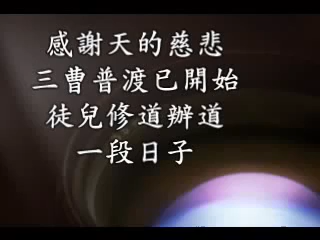 感謝天的慈悲
三曹普渡已開始
徒兒修道辦道
一段日子